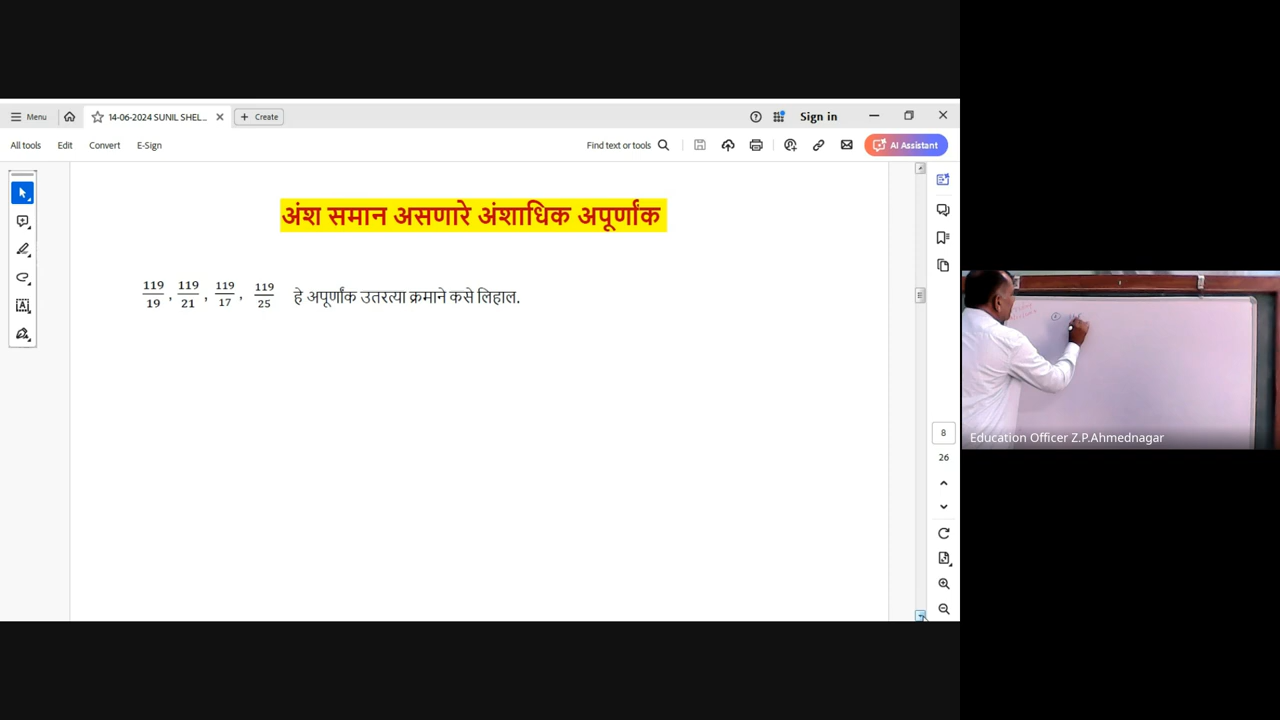 Menu
14-06-2024 SUNIL SHEL...
Create
Sign in
All tools
Edit
Convert
E-Sign
Find text or tools
AI Assistant
अंश समान असणारे अंशाधिक अपूर्णांक
119/19 , 119/21 , 119/17 , 119/25 हे अपूर्णांक उतरत्या क्रमाने कसे लिहाल.
8
26
Education Officer Z.P.Ahmednagar